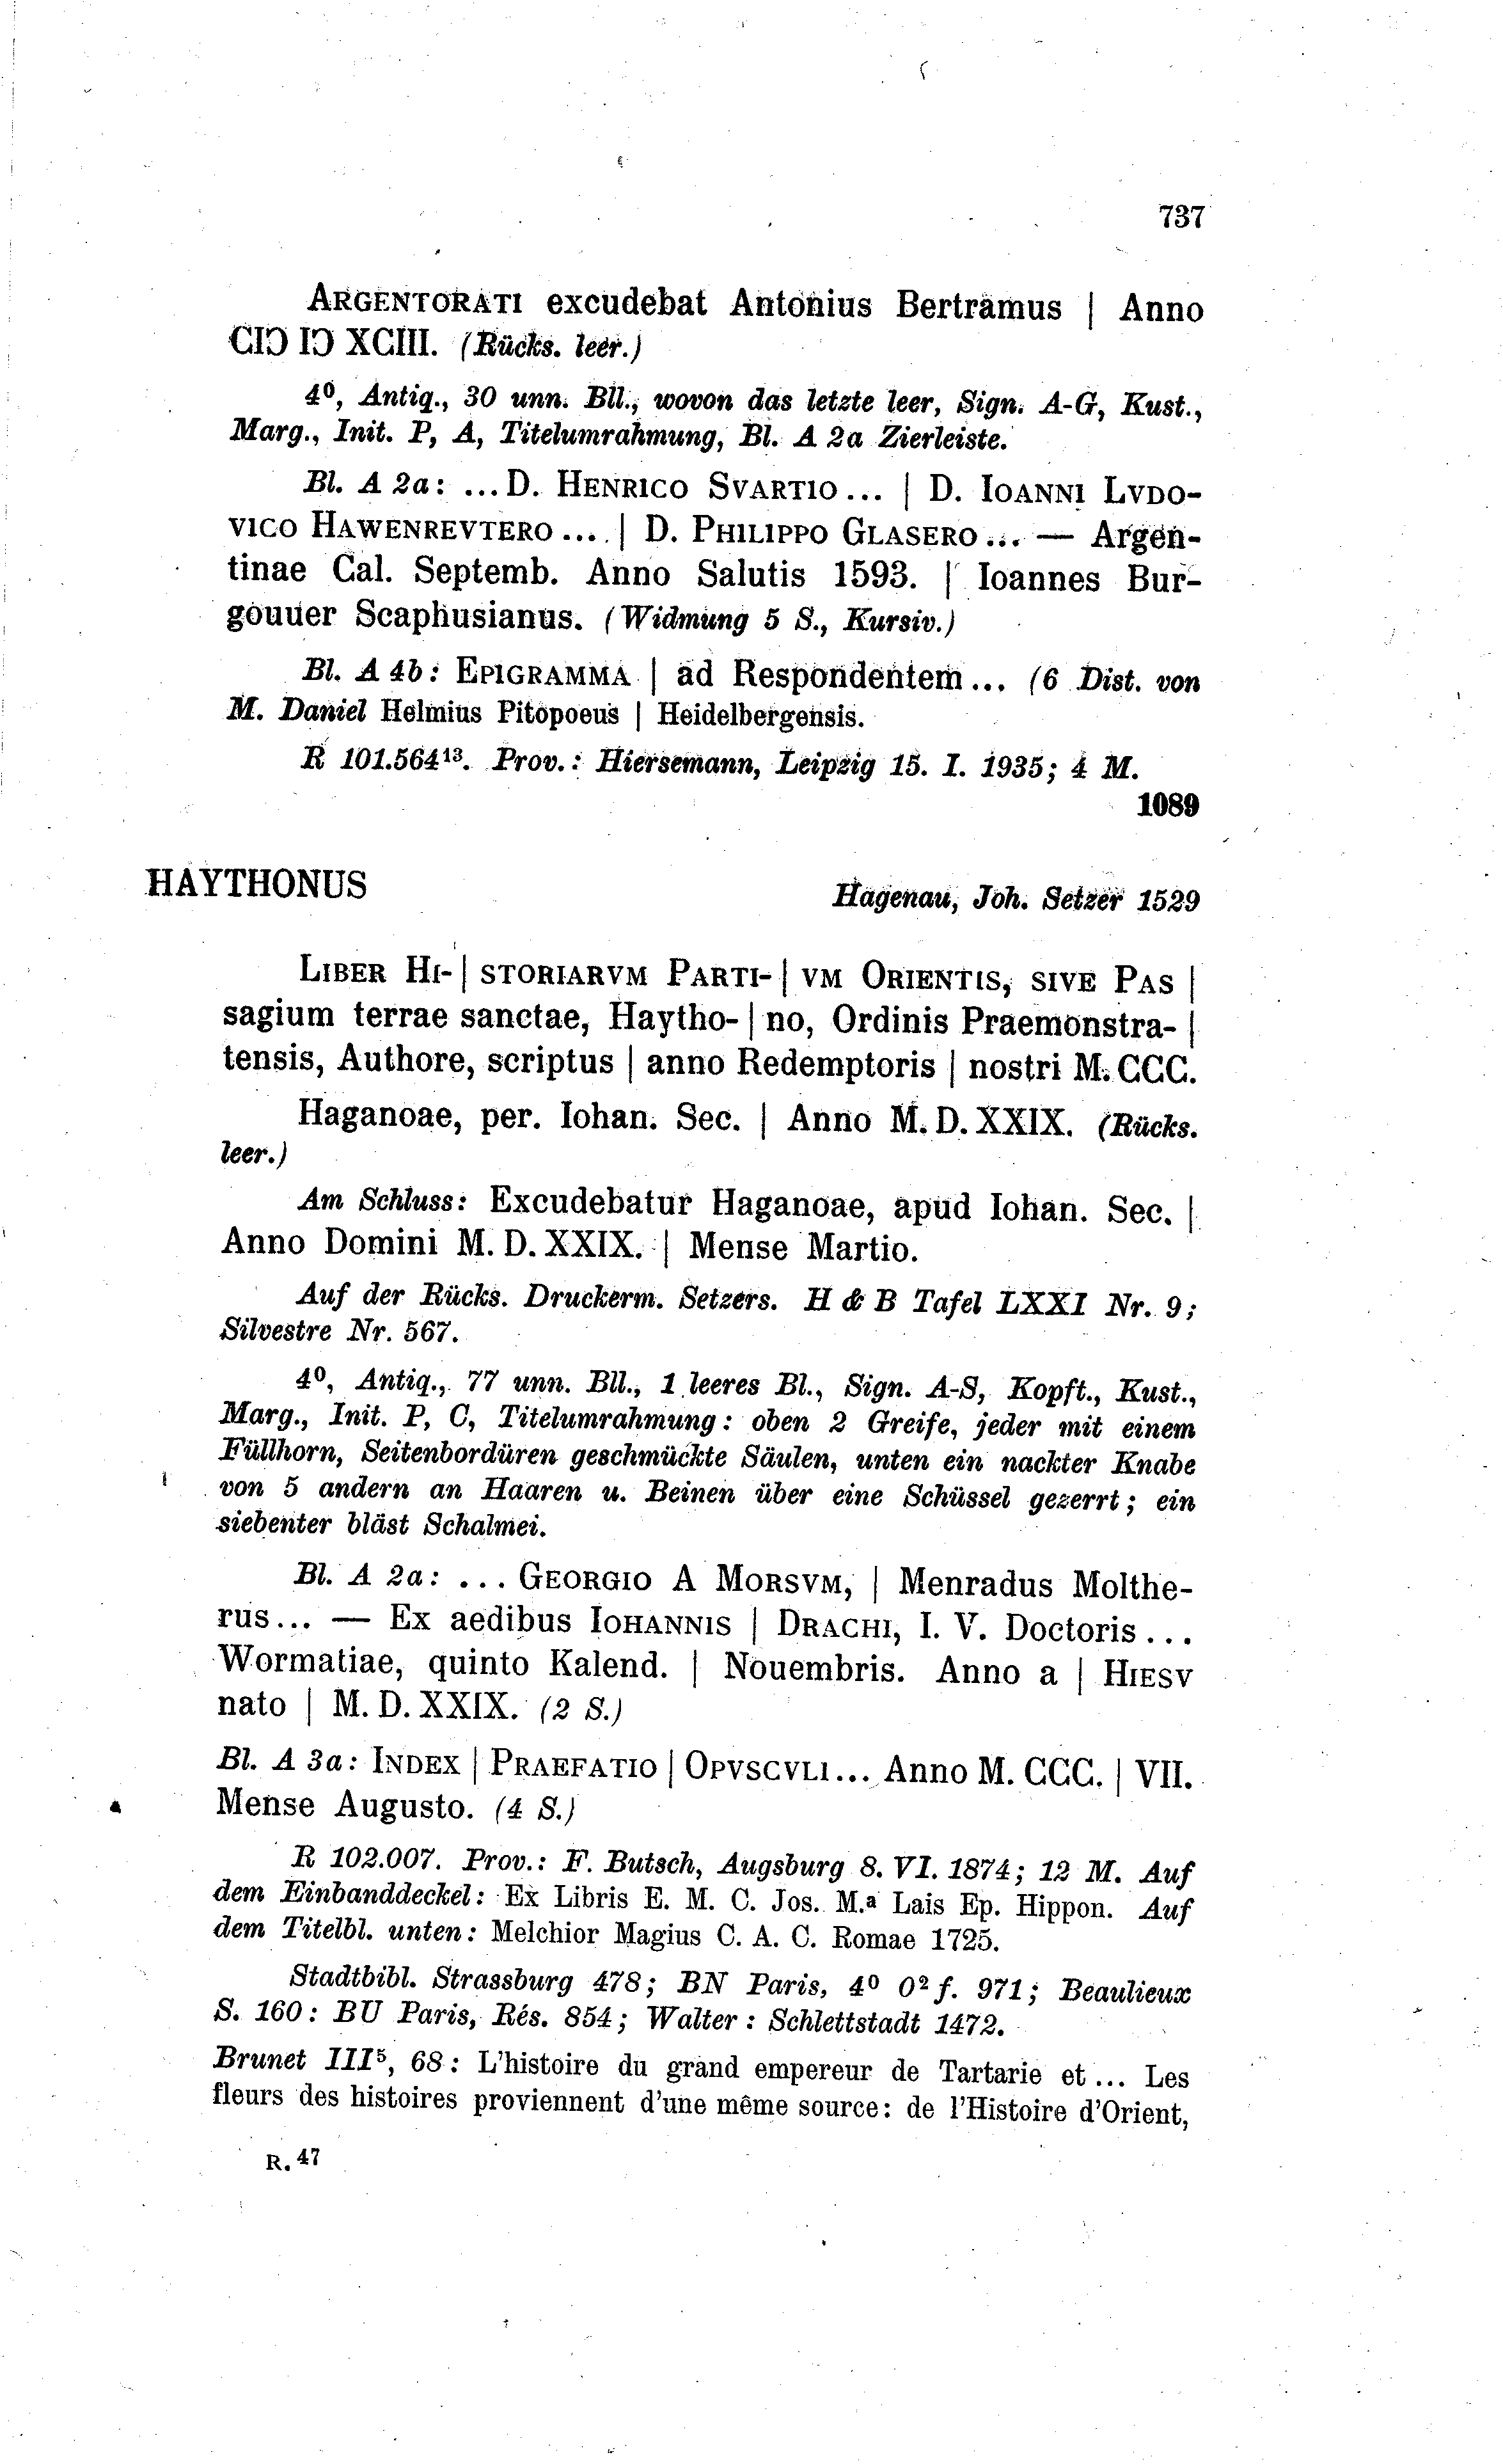 737
ARGENTORATI excudebat Antonius Bertramus | Anno
CIↃ IↃ XCIII. (Rücks. leer.)
4⁰, Antiq., 30 unn. Bll., wovon das letzte leer, Sign. A-G, Kust.,
Marg., Init. P, A, Titelumrahmung, Bl. A 2a Zierleiste.
Bl. A 2a: ...D. HENRICO SVARTIO... | D. IOANNI LVDO-
VICO HAWENREVTERO .... | D. PHILIPPO GLASERO ... — Argen-
tinae Cal. Septemb. Anno Salutis 1593. | Ioannes Bur-
gouuer Scaphusianus. (Widmung 5 S., Kursiv.)
Bl. A 4b: EPIGRAMMA | ad Respondentem... (6 Dist. von
M. Daniel Helmius Pitopoeus | Heidelbergensis.
R 101.564¹³. Prov.: Hiersemann, Leipzig 15. I. 1935; 4 M.
1089
HAYTHONUS
Hagenau, Joh. Setzer 1529
LIBER HI- | STORIARVM PARTI- | VM ORIENTIS, SIVE PAS |
sagium terrae sanctae, Haytho- | no, Ordinis Praemonstra- |
tensis, Authore, scriptus | anno Redemptoris | nostri M. CCC.
Haganoae, per. Iohan. Sec. | Anno M. D. XXIX. (Rücks.
leer.)
Am Schluss: Excudebatur Haganoae, apud Iohan. Sec. |
Anno Domini M. D. XXIX. | Mense Martio.
Auf der Rücks. Druckerm. Setzers. H & B Tafel LXXI Nr. 9;
Silvestre Nr. 567.
4⁰, Antiq., 77 unn. Bll., 1 leeres Bl., Sign. A-S, Kopft., Kust.,
Marg., Init. P, C, Titelumrahmung: oben 2 Greife, jeder mit einem
Füllhorn, Seitenbordüren geschmückte Säulen, unten ein nackter Knabe
von 5 andern an Haaren u. Beinen über eine Schüssel gezerrt; ein
siebenter bläst Schalmei.
Bl. A 2a: ... GEORGIO A MORSVM, | Menradus Molthe-
rus... — Ex aedibus IOHANNIS | DRACHI, I. V. Doctoris...
Wormatiae, quinto Kalend. | Nouembris. Anno a | HIESV
nato | M. D. XXIX. (2 S.)
Bl. A 3a: INDEX | PRAEFATIO | OPVSCVLI... Anno M. CCC. | VII.
Mense Augusto. (4 S.)
R 102.007. Prov.: F. Butsch, Augsburg 8. VI. 1874; 12 M. Auf
dem Einbanddeckel: Ex Libris E. M. C. Jos. M.ª Lais Ep. Hippon. Auf
dem Titelbl. unten: Melchior Magius C. A. C. Romae 1725.
Stadtbibl. Strassburg 478; BN Paris, 4⁰ 0² f. 971; Beaulieux
S. 160: BU Paris, Rés. 854; Walter: Schlettstadt 1472.
Brunet III⁵, 68: L'histoire du grand empereur de Tartarie et... Les
fleurs des histoires proviennent d'une même source: de l'Histoire d'Orient,
R. 47